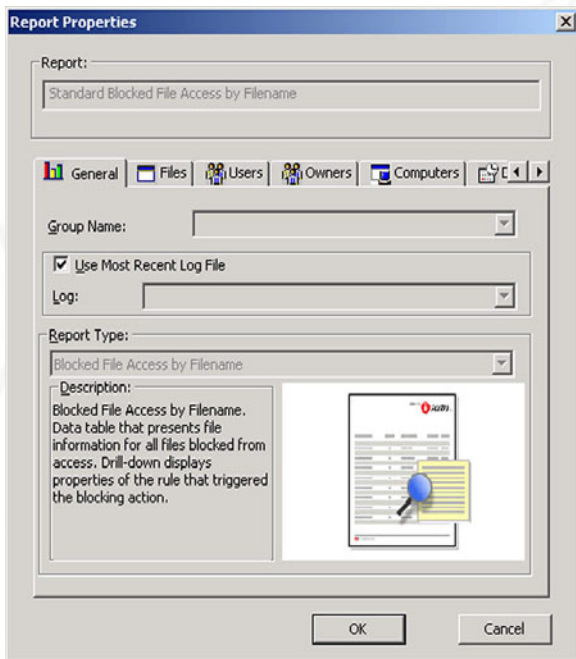 Report Properties
Report:
Standard Blocked File Access by Filename
General
Files
Users
Owners
Computers
Group Name:
Use Most Recent Log File
Log:
Report Type:
Blocked File Access by Filename
Description:
Blocked File Access by Filename.
Data table that presents file
information for all files blocked from
access. Drill-down displays
properties of the rule that triggered
the blocking action.
OK
Cancel